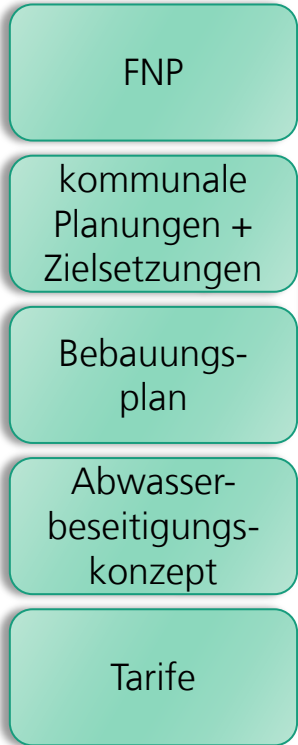 FNP
kommunale
Planungen +
Zielsetzungen
Bebauungs-
plan
Abwasser-
beseitigungs-
konzept
Tarife